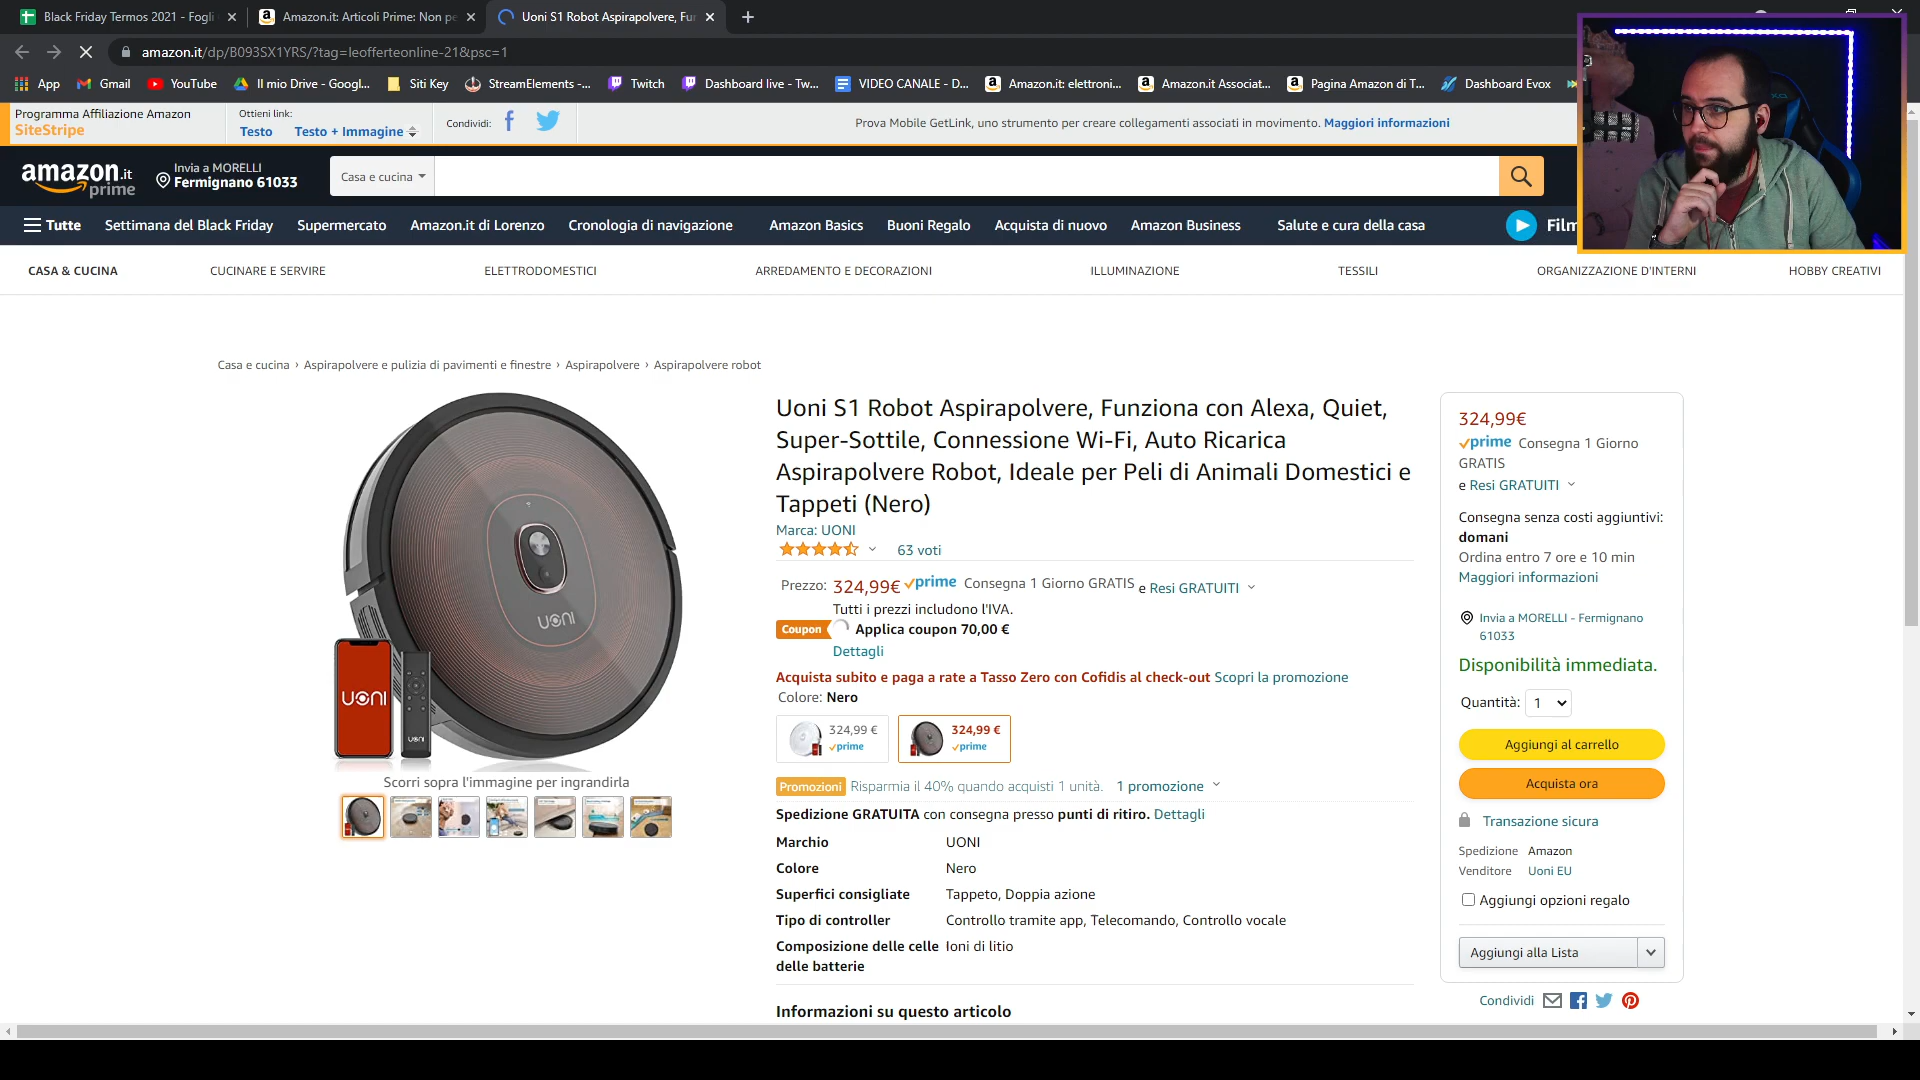 Black Friday Termos 2021 - Fogli
Amazon.it: Articoli Prime: Non pe
Uoni S1 Robot Aspirapolvere, Fu
amazon.it/dp/B093SX1YRS/?tag=leofferteonline-21&psc=1
App
Gmail
YouTube
Il mio Drive - Googl...
Siti Key
StreamElements -...
Twitch
Dashboard live - Tw...
VIDEO CANALE - D...
Amazon.it: elettroni...
Amazon.it Associat...
Pagina Amazon di T...
Dashboard Evox
Programma Affiliazione Amazon
SiteStripe
Ottieni link:
Testo Testo + Immagine
Condividi:
Prova Mobile GetLink, uno strumento per creare collegamenti associati in movimento. Maggiori informazioni
amazon.it
prime
Invia a MORELLI
Fermignano 61033
Casa e cucina
Tutte
Settimana del Black Friday
Supermercato
Amazon.it di Lorenzo
Cronologia di navigazione
Amazon Basics
Buoni Regalo
Acquista di nuovo
Amazon Business
Salute e cura della casa
Film
CASA & CUCINA
CUCINARE E SERVIRE
ELETTRODOMESTICI
ARREDAMENTO E DECORAZIONI
ILLUMINAZIONE
TESSILI
ORGANIZZAZIONE D'INTERNI
HOBBY CREATIVI
Casa e cucina › Aspirapolvere e pulizia di pavimenti e finestre › Aspirapolvere › Aspirapolvere robot
UONI
UONI
UONI
Scorri sopra l'immagine per ingrandirla
Uoni S1 Robot Aspirapolvere, Funziona con Alexa, Quiet,
Super-Sottile, Connessione Wi-Fi, Auto Ricarica
Aspirapolvere Robot, Ideale per Peli di Animali Domestici e
Tappeti (Nero)
Marca: UONI
63 voti
Prezzo: 324,99€ prime Consegna 1 Giorno GRATIS e Resi GRATUITI
Tutti i prezzi includono l'IVA.
Coupon Applica coupon 70,00 €
Dettagli
Acquista subito e paga a rate a Tasso Zero con Cofidis al check-out Scopri la promozione
Colore: Nero
324,99 €
prime
324,99 €
prime
Promozioni Risparmia il 40% quando acquisti 1 unità. 1 promozione
Spedizione GRATUITA con consegna presso punti di ritiro. Dettagli
Marchio UONI
Colore Nero
Superfici consigliate Tappeto, Doppia azione
Tipo di controller Controllo tramite app, Telecomando, Controllo vocale
Composizione delle celle Ioni di litio
delle batterie
Informazioni su questo articolo
324,99€
prime Consegna 1 Giorno
GRATIS
e Resi GRATUITI
Consegna senza costi aggiuntivi:
domani
Ordina entro 7 ore e 10 min
Maggiori informazioni
Invia a MORELLI - Fermignano
61033
Disponibilità immediata.
Quantità: 1
Aggiungi al carrello
Acquista ora
Transazione sicura
Spedizione Amazon
Venditore Uoni EU
Aggiungi opzioni regalo
Aggiungi alla Lista
Condividi